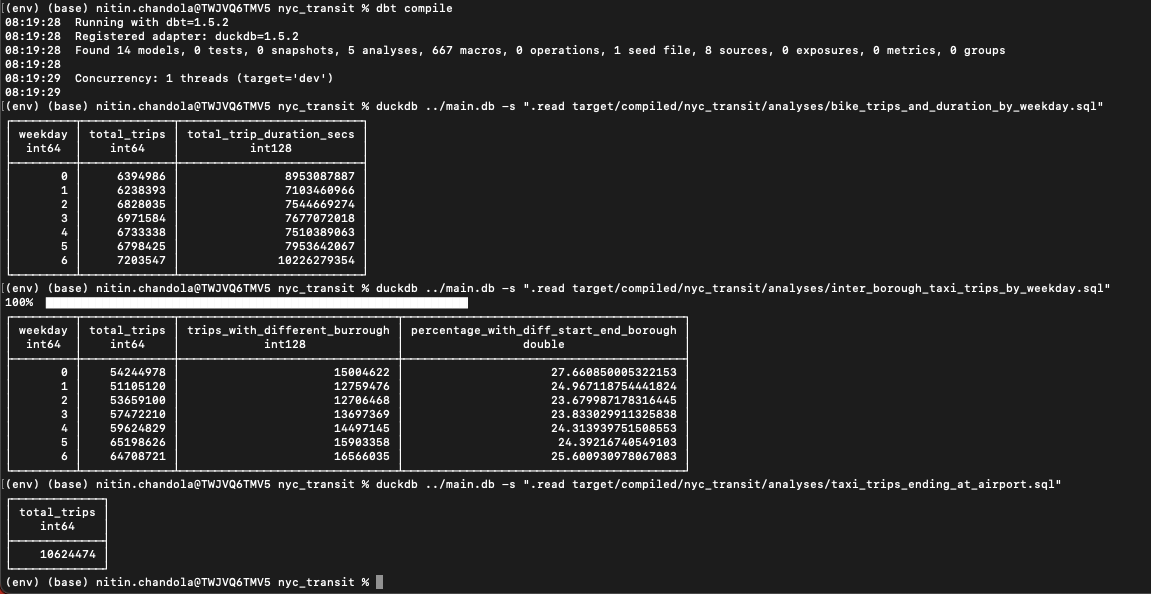 (env) (base) nitin.chandola@TWJVQ6TMV5 nyc_transit % dbt compile
08:19:28 Running with dbt=1.5.2
08:19:28 Registered adapter: duckdb=1.5.2
08:19:28 Found 14 models, 0 tests, 0 snapshots, 5 analyses, 667 macros, 0 operations, 1 seed file, 8 sources, 0 exposures, 0 metrics, 0 groups
08:19:28
08:19:29 Concurrency: 1 threads (target='dev')
08:19:29
(env) (base) nitin.chandola@TWJVQ6TMV5 nyc_transit % duckdb ../main.db -s ".read target/compiled/nyc_transit/analyses/bike_trips_and_duration_by_weekday.sql"
weekday total_trips total_trip_duration_secs
int64 int64 int128
0 6394986 8953087887
1 6238393 7103460966
2 6828035 7544669274
3 6971584 7677072018
4 6733338 7510389063
5 6798425 7953642067
6 7203547 10226279354
(env) (base) nitin.chandola@TWJVQ6TMV5 nyc_transit % duckdb ../main.db -s ".read target/compiled/nyc_transit/analyses/inter_borough_taxi_trips_by_weekday.sql"
100%
weekday total_trips trips_with_different_burrough percentage_with_diff_start_end_borough
int64 int64 int128 double
0 54244978 15004622 27.660850005322153
1 51105120 12759476 24.967118754441824
2 53659100 12706468 23.679987178316445
3 57472210 13697369 23.833029911325838
4 59624829 14497145 24.313939751508553
5 65198626 15903358 24.39216740549103
6 64708721 16566035 25.600930978067083
(env) (base) nitin.chandola@TWJVQ6TMV5 nyc_transit % duckdb ../main.db -s ".read target/compiled/nyc_transit/analyses/taxi_trips_ending_at_airport.sql"
total_trips
int64
10624474
(env) (base) nitin.chandola@TWJVQ6TMV5 nyc_transit %